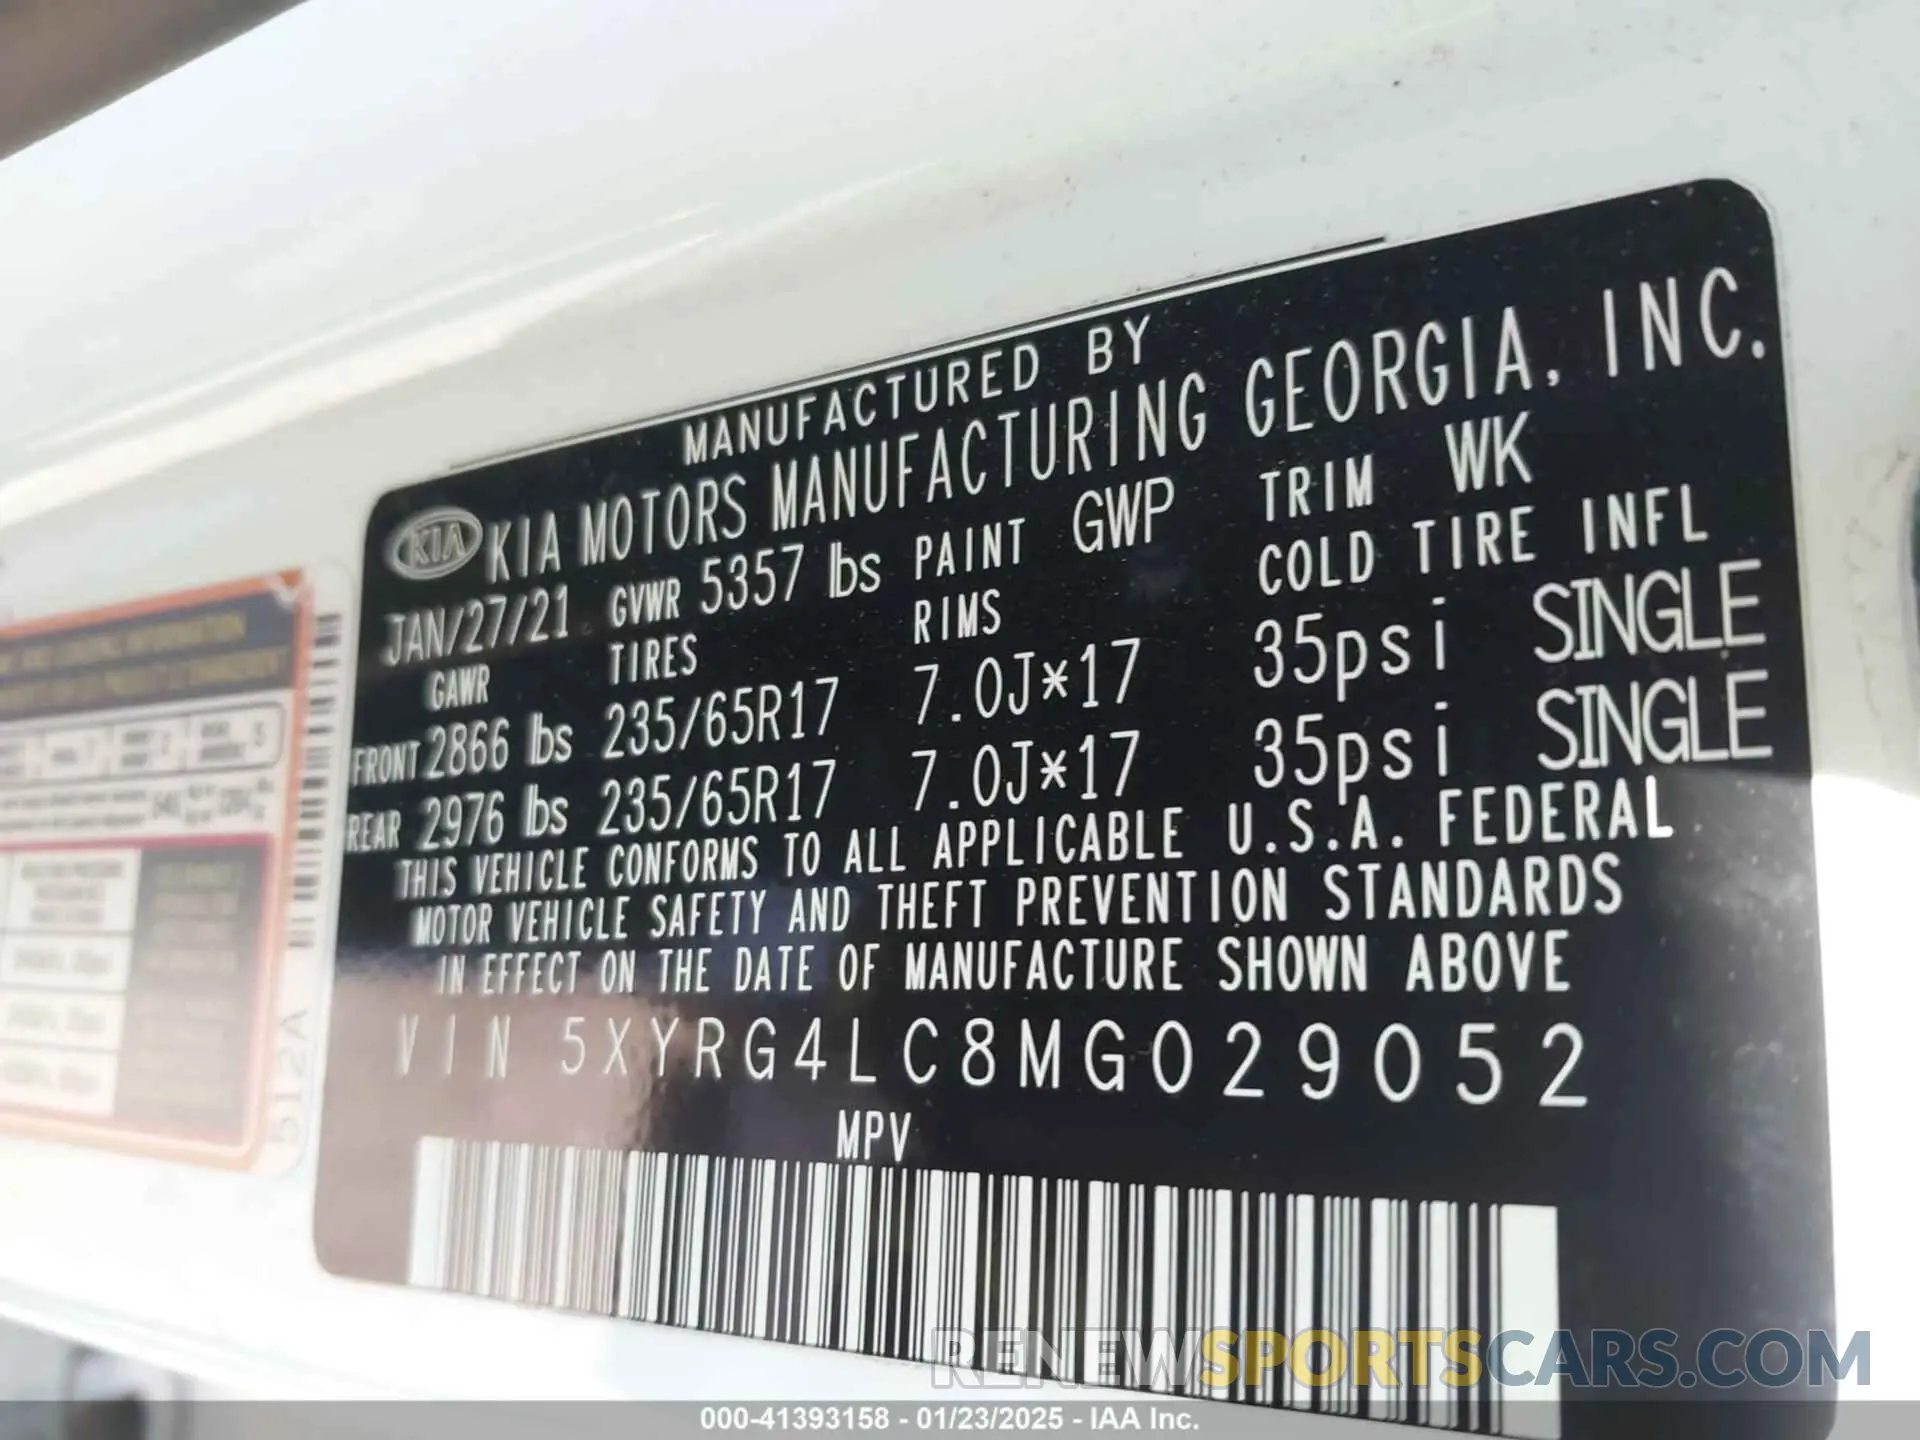 MANUFACTURED BY
KIA KIA MOTORS MANUFACTURING GEORGIA, INC.
JAN/27/21 GVWR 5357 lbs PAINT GWP TRIM WK
GAWR TIRES RIMS COLD TIRE INFL
FRONT 2866 lbs 235/65R17 7.0J*17 35psi SINGLE
REAR 2976 lbs 235/65R17 7.0J*17 35psi SINGLE
THIS VEHICLE CONFORMS TO ALL APPLICABLE U.S.A. FEDERAL
MOTOR VEHICLE SAFETY AND THEFT PREVENTION STANDARDS
IN EFFECT ON THE DATE OF MANUFACTURE SHOWN ABOVE
VIN 5XYRG4LC8MG029052
MPV
512A
RENEWSPORTSCARS.COM
000-41393158 - 01/23/2025 - IAA Inc.